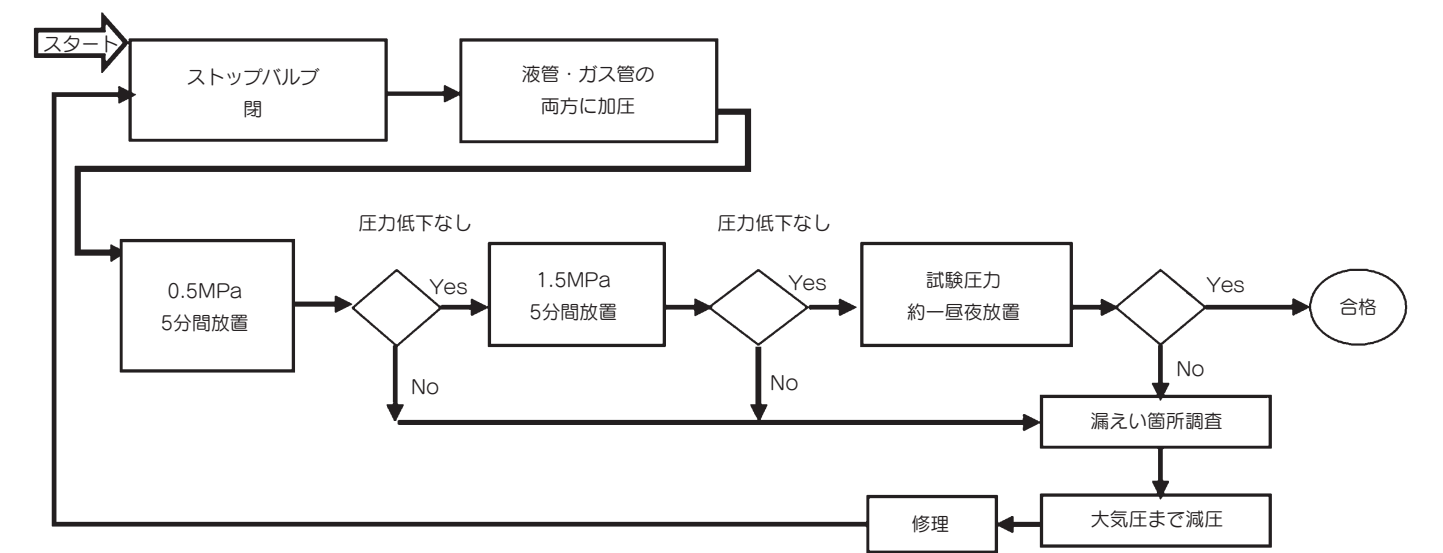 スタート
ストップバルブ
閉
液管・ガス管の
両方に加圧
圧力低下なし
圧力低下なし
0.5MPa
5分間放置
Yes
1.5MPa
5分間放置
Yes
試験圧力
約一昼夜放置
Yes
合格
No
No
No
漏えい箇所調査
修理
大気圧まで減圧